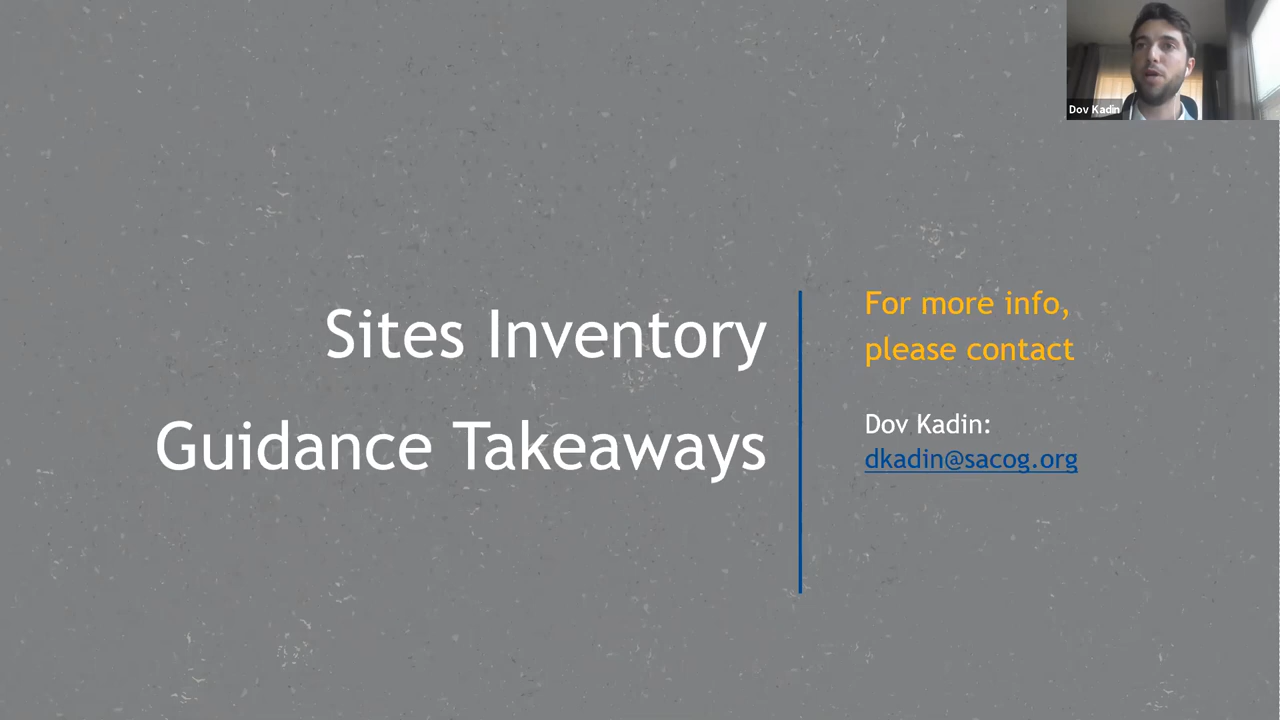 Sites Inventory
Guidance Takeaways
For more info,
please contact
Dov Kadin:
dkadin@sacog.org
Dov Kadin